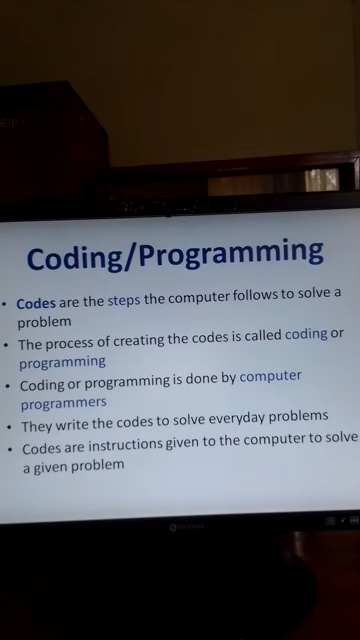 Coding/Programming
• Codes are the steps the computer follows to solve a
problem
• The process of creating the codes is called coding or
programming
• Coding or programming is done by computer
programmers
• They write the codes to solve everyday problems
• Codes are instructions given to the computer to solve
a given problem